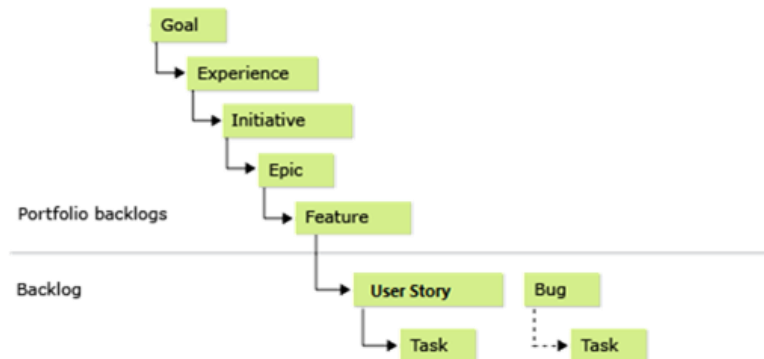 Goal
Experience
Initiative
Epic
Portfolio backlogs
Feature
Backlog
User Story
Bug
Task
Task